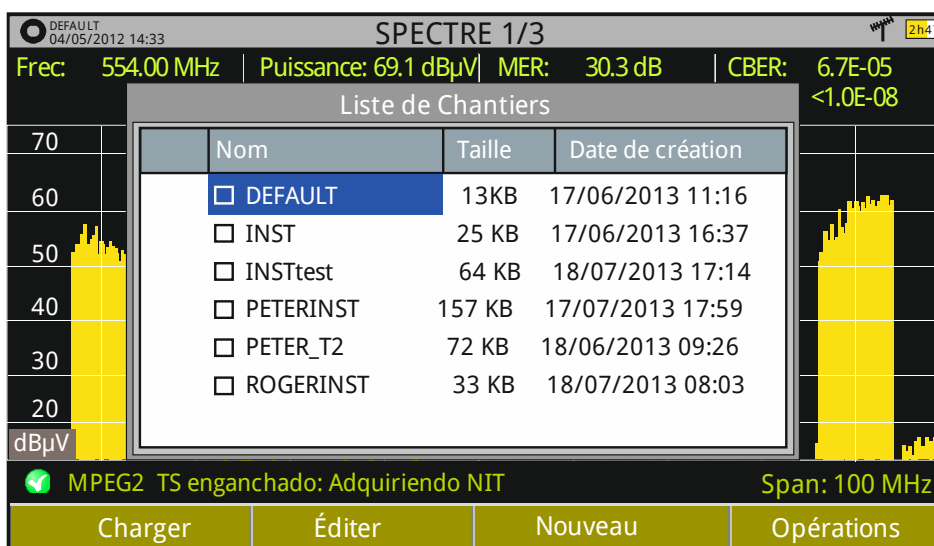 DEFAULT
04/05/2012 14:33
SPECTRE 1/3
2h4
Frec: 554.00 MHz Puissance: 69.1 dBµV MER: 30.3 dB CBER: 6.7E-05
<1.0E-08
Liste de Chantiers
Nom Taille Date de création
DEFAULT 13KB 17/06/2013 11:16
INST 25 KB 17/06/2013 16:37
INSTtest 64 KB 18/07/2013 17:14
PETERINST 157 KB 17/07/2013 17:59
PETER_T2 72 KB 18/06/2013 09:26
ROGERINST 33 KB 18/07/2013 08:03
70
60
50
40
30
20
dBµV
MPEG2 TS enganchado: Adquiriendo NIT Span: 100 MHz
Charger Éditer Nouveau Opérations